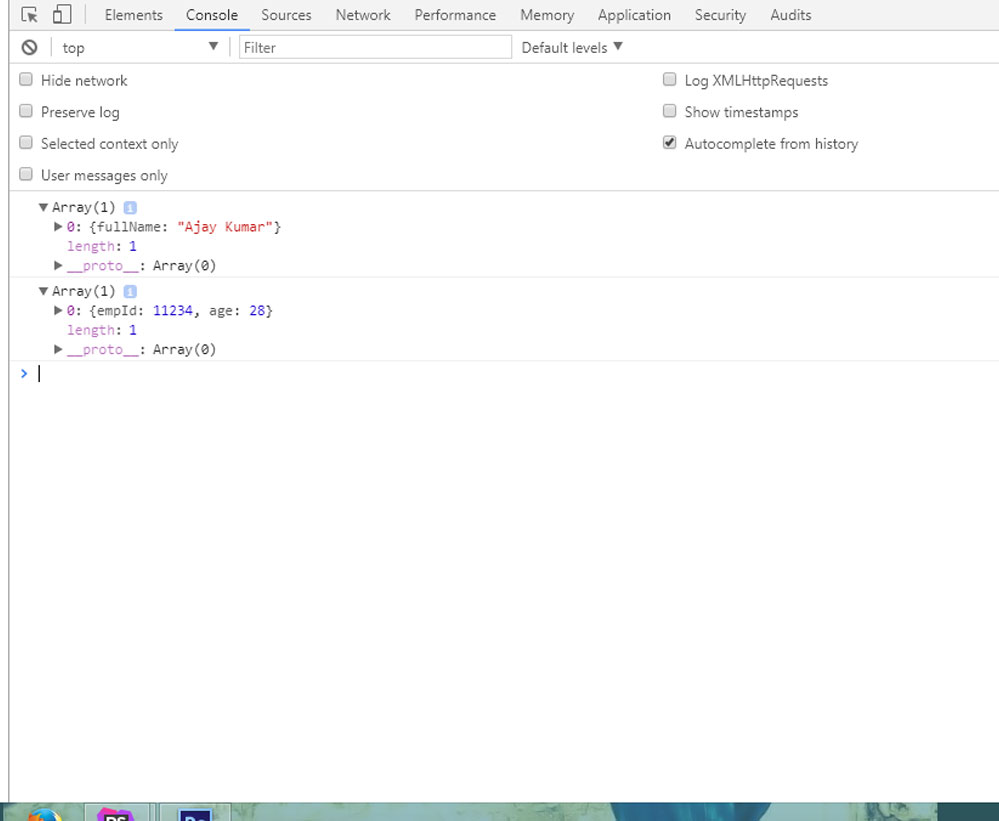 Elements Console Sources Network Performance Memory Application Security Audits
top Filter Default levels
Hide network Log XMLHttpRequests
Preserve log Show timestamps
Selected context only Autocomplete from history
User messages only
Array(1) i
0: {fullName: "Ajay Kumar"}
length: 1
__proto__: Array(0)
Array(1) i
0: {empId: 11234, age: 28}
length: 1
__proto__: Array(0)
>